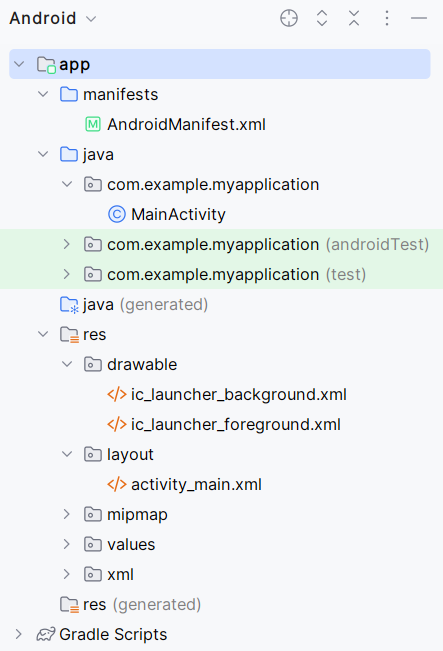 Android
app
manifests
M AndroidManifest.xml
java
com.example.myapplication
C MainActivity
com.example.myapplication (androidTest)
com.example.myapplication (test)
java (generated)
res
drawable
</> ic_launcher_background.xml
</> ic_launcher_foreground.xml
layout
</> activity_main.xml
mipmap
values
xml
res (generated)
Gradle Scripts